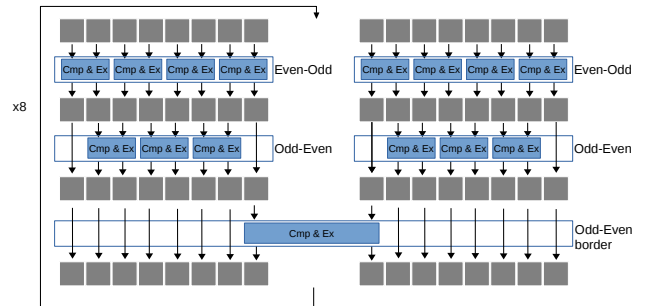 Cmp & Ex Cmp & Ex Cmp & Ex Cmp & Ex Even-Odd Cmp & Ex Cmp & Ex Cmp & Ex Cmp & Ex Even-Odd
x8
Cmp & Ex Cmp & Ex Cmp & Ex Odd-Even Cmp & Ex Cmp & Ex Cmp & Ex Odd-Even
Cmp & Ex Odd-Even
border